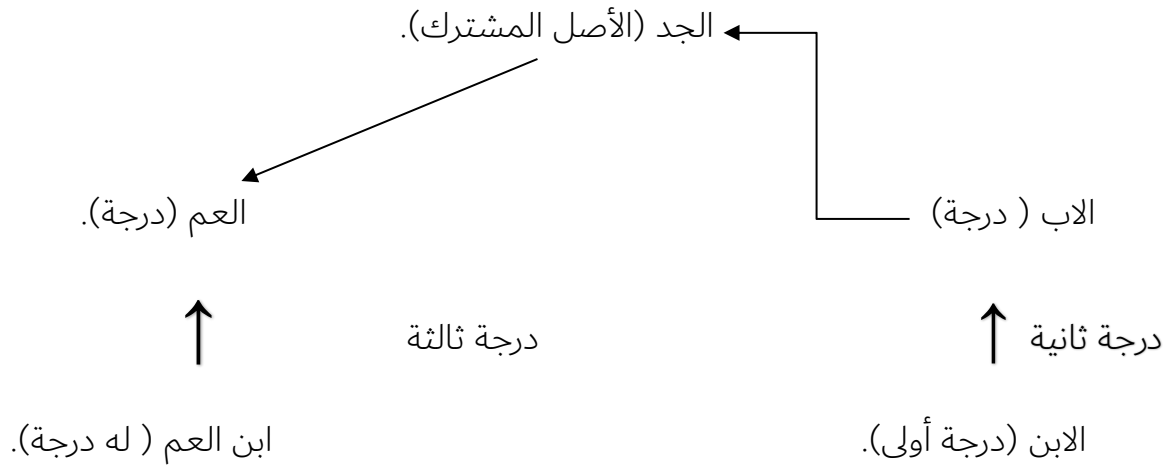 الجد (الأصل المشترك).
الاب ( درجة) العم (درجة).
درجة ثانية درجة ثالثة
الابن (درجة أولى). ابن العم ( له درجة).